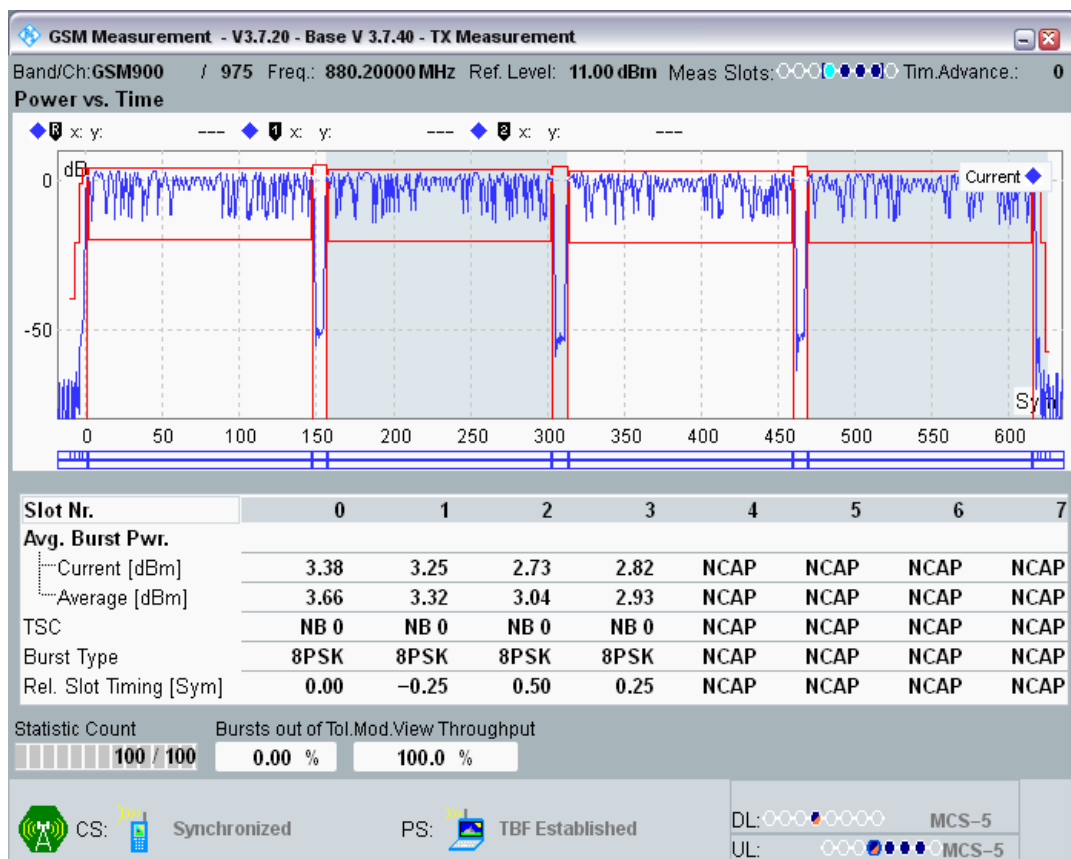 GSM Measurement - V3.7.20 - Base V 3.7.40 - TX Measurement
Band/Ch:GSM900 / 975 Freq.: 880.20000 MHz Ref. Level: 11.00 dBm Meas Slots: Tim.Advance.: 0
Power vs. Time
R x: y: --- 1 x: y: --- 2 x: y: ---
dB
Current
0
-50
Sym
0 50 100 150 200 250 300 350 400 450 500 550 600
Slot Nr. 0 1 2 3 4 5 6 7
Avg. Burst Pwr.
Current [dBm] 3.38 3.25 2.73 2.82 NCAP NCAP NCAP NCAP
Average [dBm] 3.66 3.32 3.04 2.93 NCAP NCAP NCAP NCAP
TSC NB 0 NB 0 NB 0 NB 0 NCAP NCAP NCAP NCAP
Burst Type 8PSK 8PSK 8PSK 8PSK NCAP NCAP NCAP NCAP
Rel. Slot Timing [Sym] 0.00 −0.25 0.50 0.25 NCAP NCAP NCAP NCAP
Statistic Count Bursts out of Tol.Mod.View Throughput
100 / 100 0.00 % 100.0 %
CS: Synchronized PS: TBF Established DL: MCS−5
UL: MCS−5